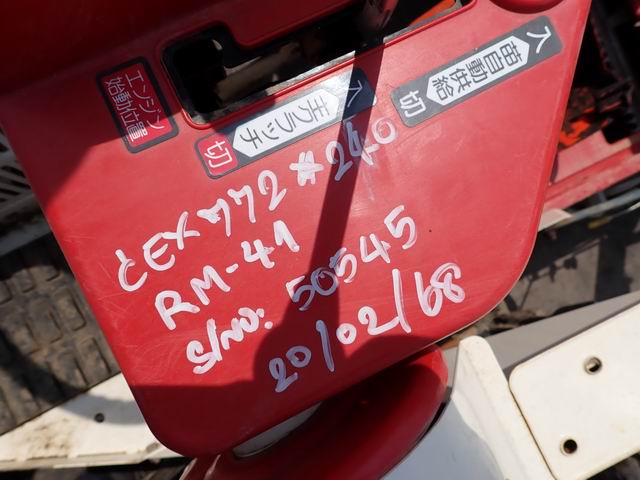 エンジン
始動位置
切 主クラッチ 入
切 苗自動供給 入
CEX772*240
RM-41
S/NO: 50545
20/02/68